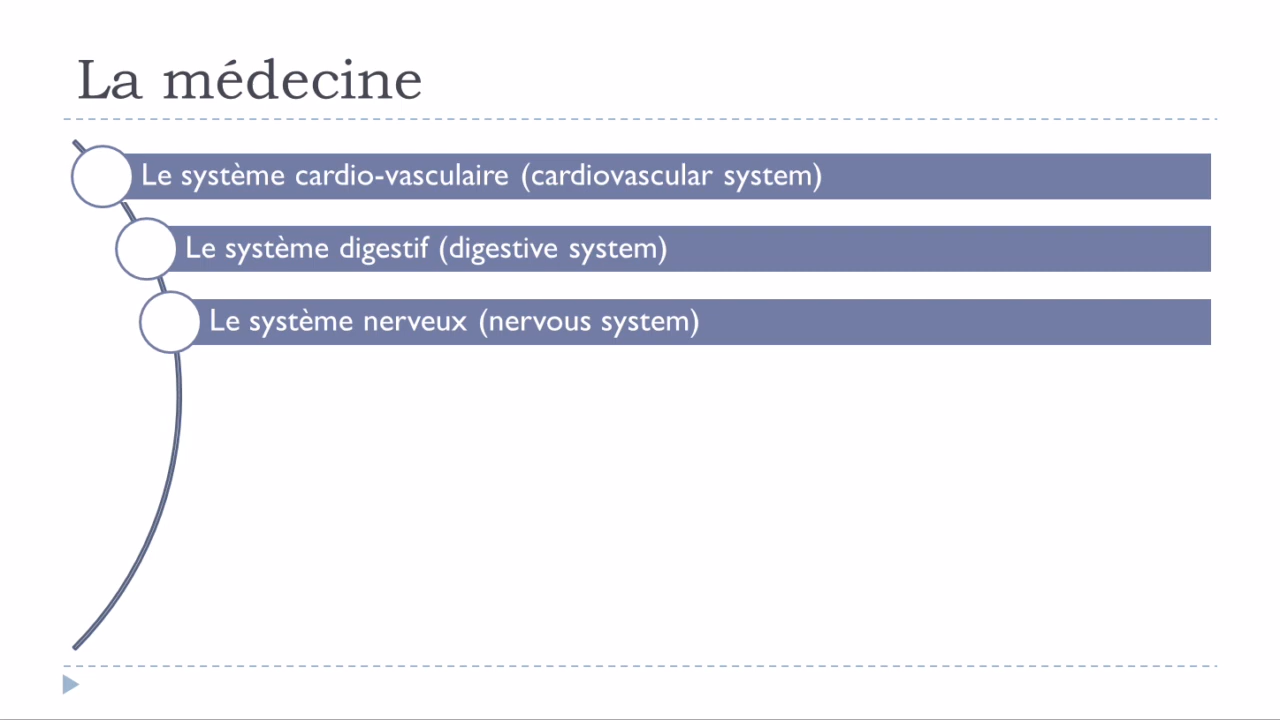 La médecine
Le système cardio-vasculaire (cardiovascular system)
Le système digestif (digestive system)
Le système nerveux (nervous system)